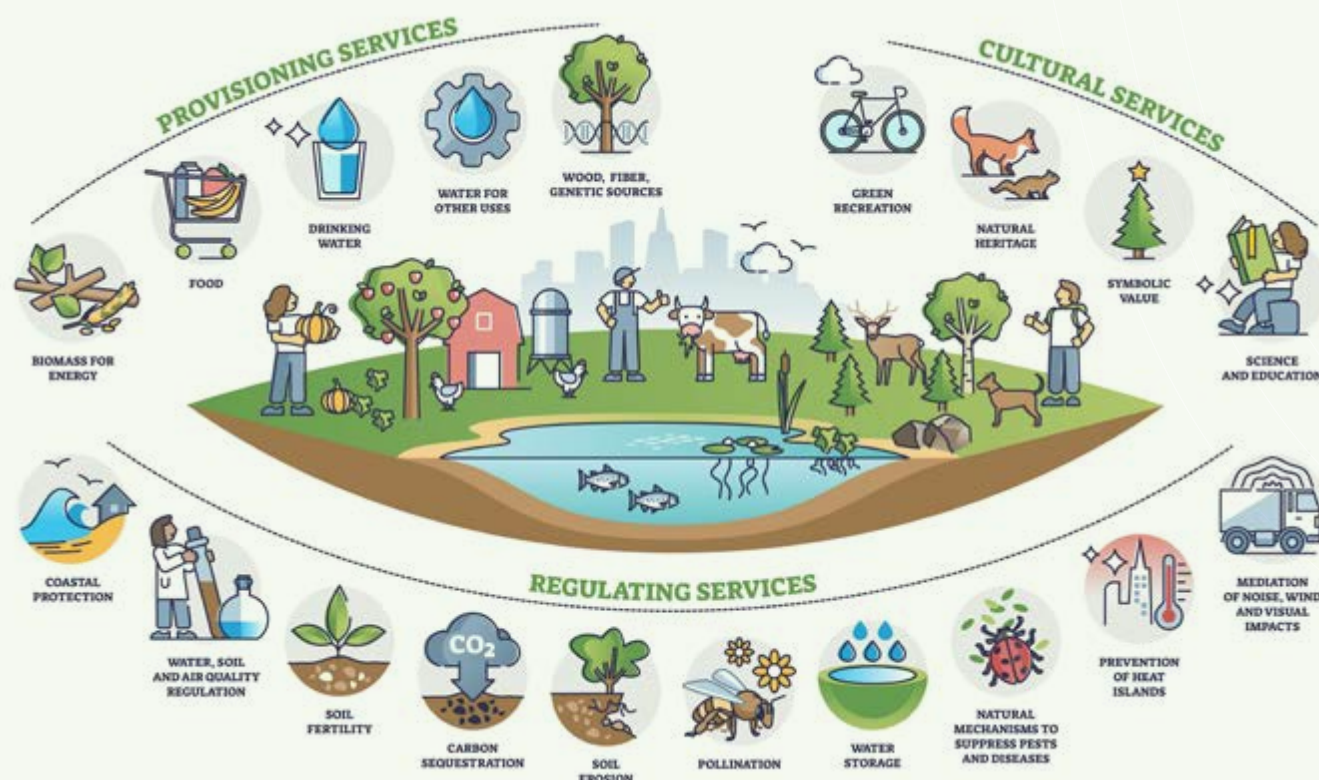 PROVISIONING SERVICES
BIOMASS FOR
ENERGY
FOOD
DRINKING
WATER
WATER FOR
OTHER USES
WOOD, FIBER,
GENETIC SOURCES
CULTURAL SERVICES
GREEN
RECREATION
NATURAL
HERITAGE
SYMBOLIC
VALUE
SCIENCE
AND EDUCATION
REGULATING SERVICES
COASTAL
PROTECTION
WATER, SOIL
AND AIR QUALITY
REGULATION
SOIL
FERTILITY
CO2
CARBON
SEQUESTRATION
SOIL
EROSION
POLLINATION
WATER
STORAGE
NATURAL
MECHANISMS TO
SUPPRESS PESTS
AND DISEASES
PREVENTION
OF HEAT
ISLANDS
MEDIATION
OF NOISE, WIND
AND VISUAL
IMPACTS